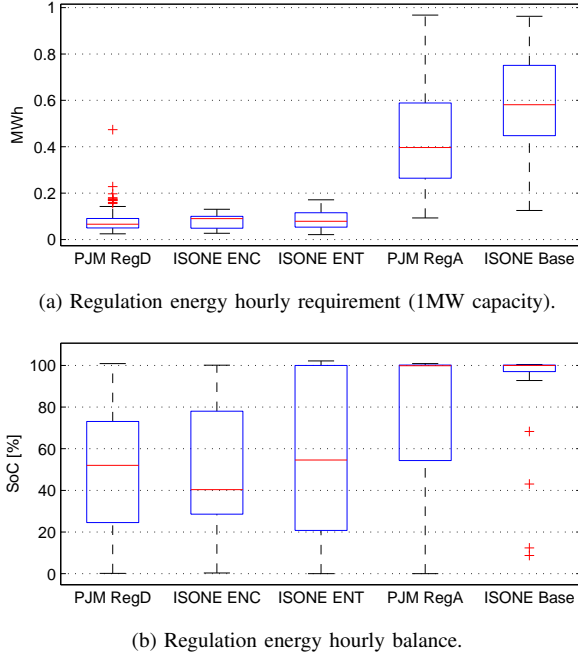 1
0.8
0.6
0.4
0.2
0
MWh
PJM RegD ISONE ENC ISONE ENT PJM RegA ISONE Base
(a) Regulation energy hourly requirement (1MW capacity).
100
80
60
40
20
0
SoC [%]
PJM RegD ISONE ENC ISONE ENT PJM RegA ISONE Base
(b) Regulation energy hourly balance.